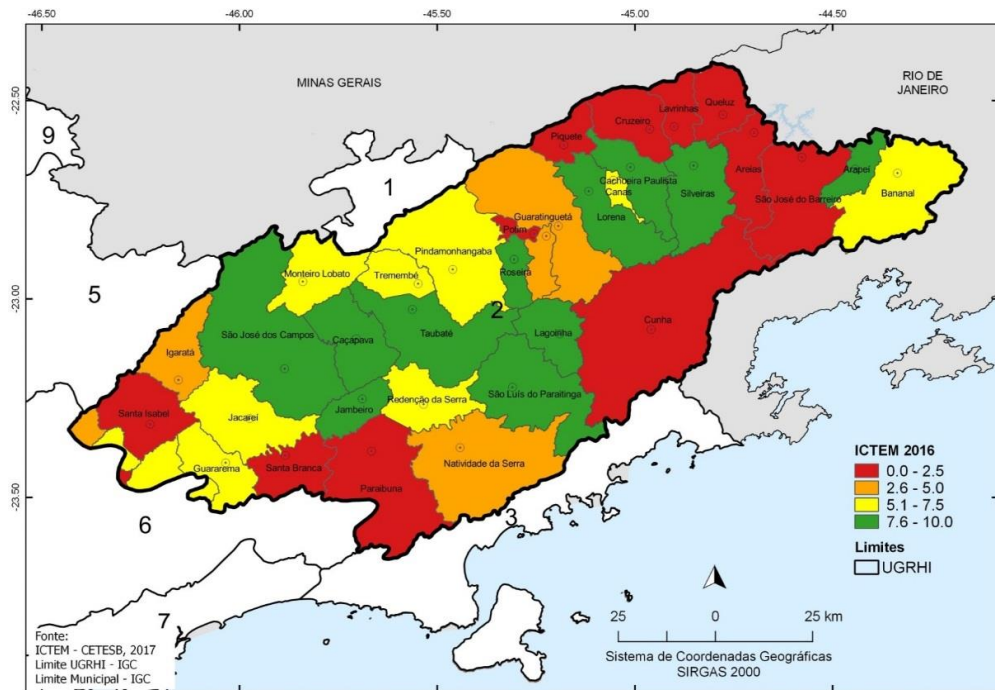 -46.50 -46.00 -45.50 -45.00 -44.50
-22.50
-23.00
-23.50
MINAS GERAIS
RIO DE
JANEIRO
9
1
5
2
6
3
7
Queluz
Lavrinhas
Cruzeiro
Piquete
Areias
Arapeí
Bananal
São José do Barreiro
Cachoeira Paulista
Canas
Silveiras
Lorena
Guaratinguetá
Potim
Pindamonhangaba
Roseira
Monteiro Lobato
Tremembé
Cunha
São José dos Campos
Caçapava
Taubaté
Lagoinha
Igaratá
Redenção da Serra
São Luís do Paraitinga
Santa Isabel
Jacareí
Jambeiro
Guararema
Santa Branca
Paraibuna
Natividade da Serra
ICTEM 2016
0.0 - 2.5
2.6 - 5.0
5.1 - 7.5
7.6 - 10.0
Limites
UGRHI
25 0 25 km
Sistema de Coordenadas Geográficas
SIRGAS 2000
Fonte:
ICTEM - CETESB, 2017
Limite UGRHI - IGC
Limite Municipal - IGC